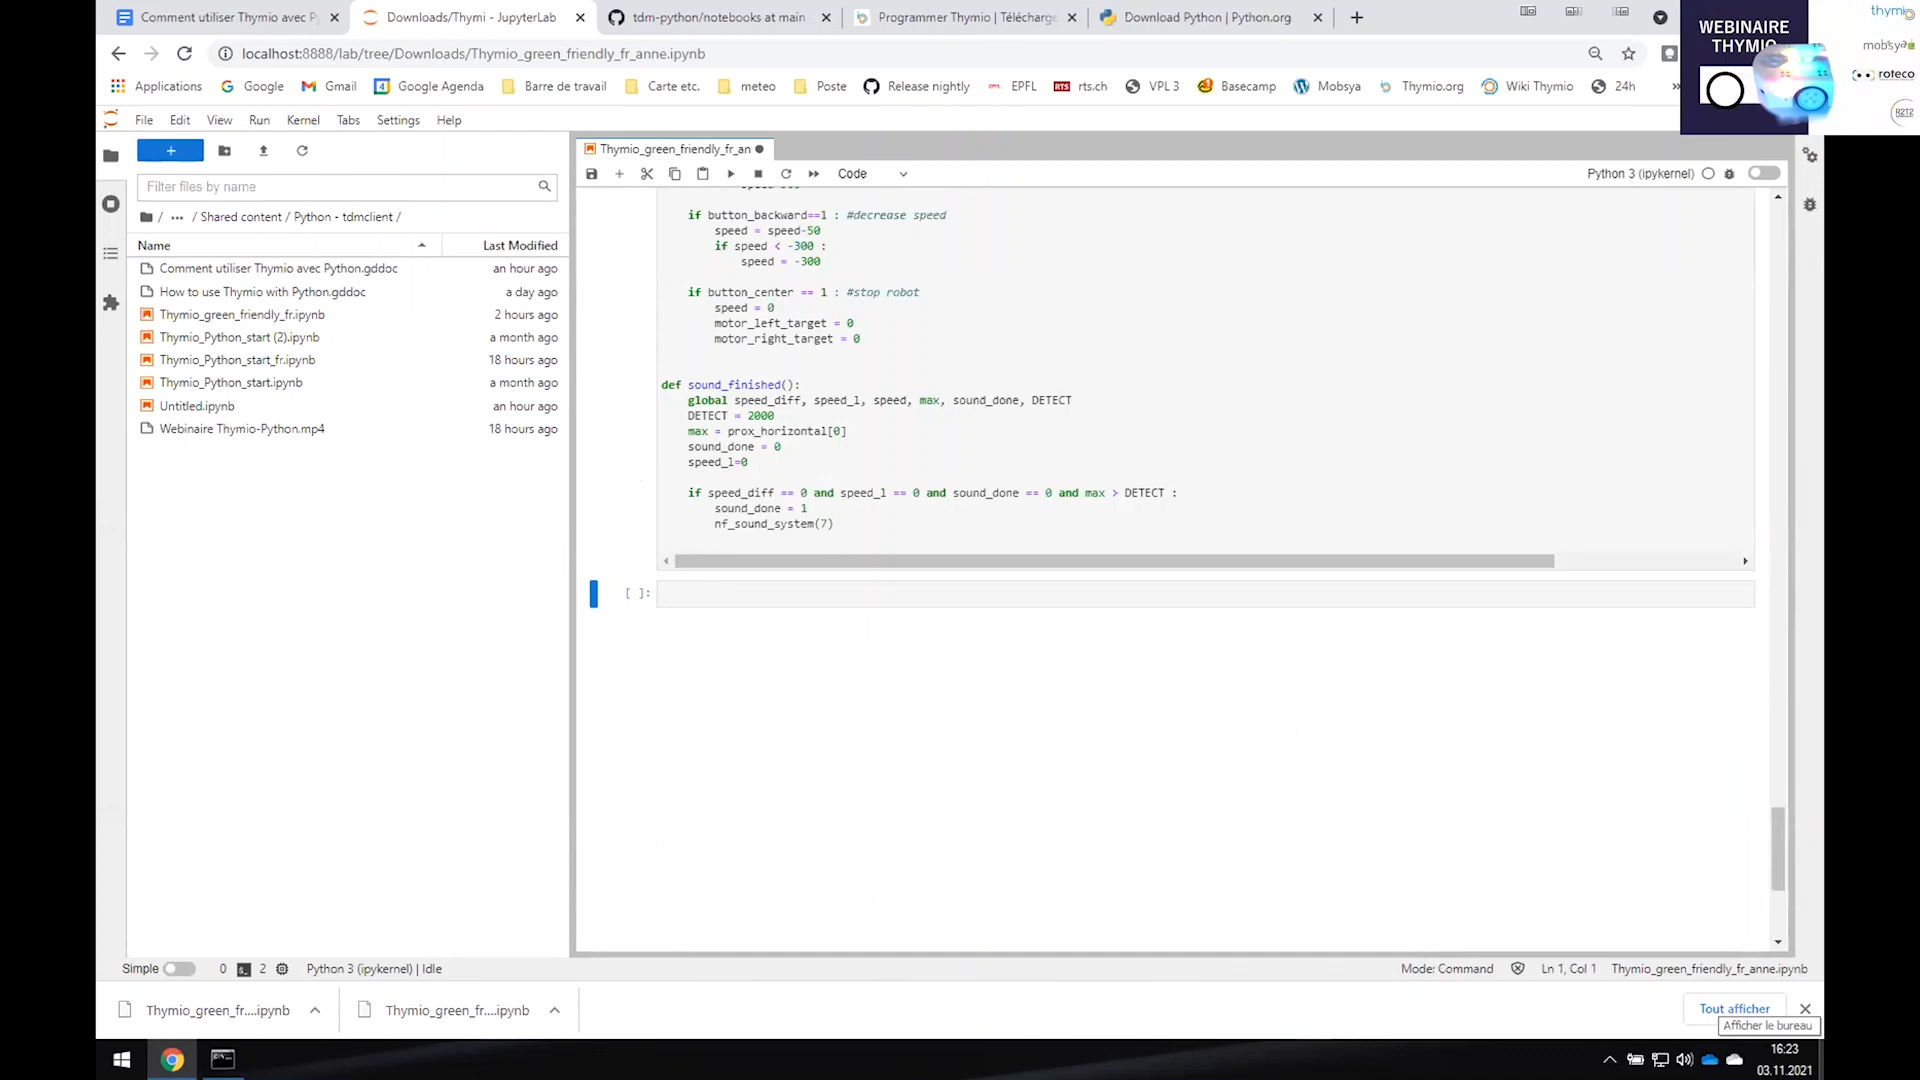 Comment utiliser Thymio avec P
Downloads/Thymi - JupyterLab
tdm-python/notebooks at main
Programmer Thymio | Télécharge
Download Python | Python.org
localhost:8888/lab/tree/Downloads/Thymio_green_friendly_fr_anne.ipynb
Applications
Google
Gmail
Google Agenda
Barre de travail
Carte etc.
meteo
Poste
Release nightly
EPFL
rts.ch
VPL 3
Basecamp
Mobsya
Thymio.org
Wiki Thymio
24h
WEBINAIRE
THYMIO
thymio
mobsya
roteco
File Edit View Run Kernel Tabs Settings Help
Filter files by name
/ ... / Shared content / Python - tdmclient /
Name Last Modified
Comment utiliser Thymio avec Python.gddoc an hour ago
How to use Thymio with Python.gddoc a day ago
Thymio_green_friendly_fr.ipynb 2 hours ago
Thymio_Python_start (2).ipynb a month ago
Thymio_Python_start_fr.ipynb 18 hours ago
Thymio_Python_start.ipynb a month ago
Untitled.ipynb an hour ago
Webinaire Thymio-Python.mp4 18 hours ago
Thymio_green_friendly_fr_an
Code
Python 3 (ipykernel)
if button_backward==1 : #decrease speed
speed = speed-50
if speed < -300 :
speed = -300
if button_center == 1 : #stop robot
speed = 0
motor_left_target = 0
motor_right_target = 0
def sound_finished():
global speed_diff, speed_l, speed, max, sound_done, DETECT
DETECT = 2000
max = prox_horizontal[0]
sound_done = 0
speed_l=0
if speed_diff == 0 and speed_l == 0 and sound_done == 0 and max > DETECT :
sound_done = 1
nf_sound_system(7)
[ ]:
Simple 0 2 Python 3 (ipykernel) | Idle
Mode: Command Ln 1, Col 1 Thymio_green_friendly_fr_anne.ipynb
Thymio_green_fr....ipynb
Thymio_green_fr....ipynb
Tout afficher
Afficher le bureau
16:23
03.11.2021